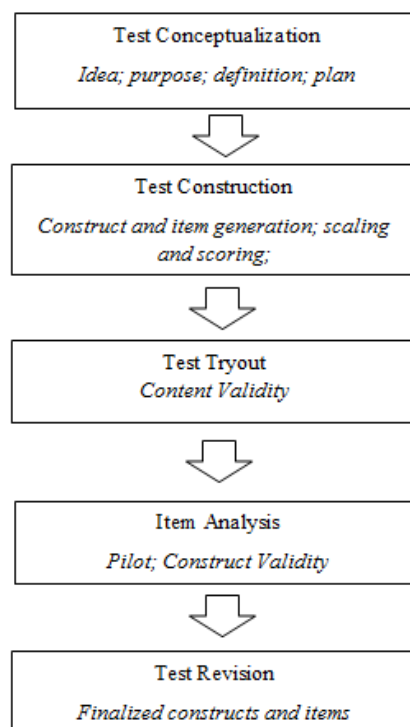 Test Conceptualization
Idea; purpose; definition; plan
Test Construction
Construct and item generation; scaling
and scoring;
Test Tryout
Content Validity
Item Analysis
Pilot; Construct Validity
Test Revision
Finalized constructs and items